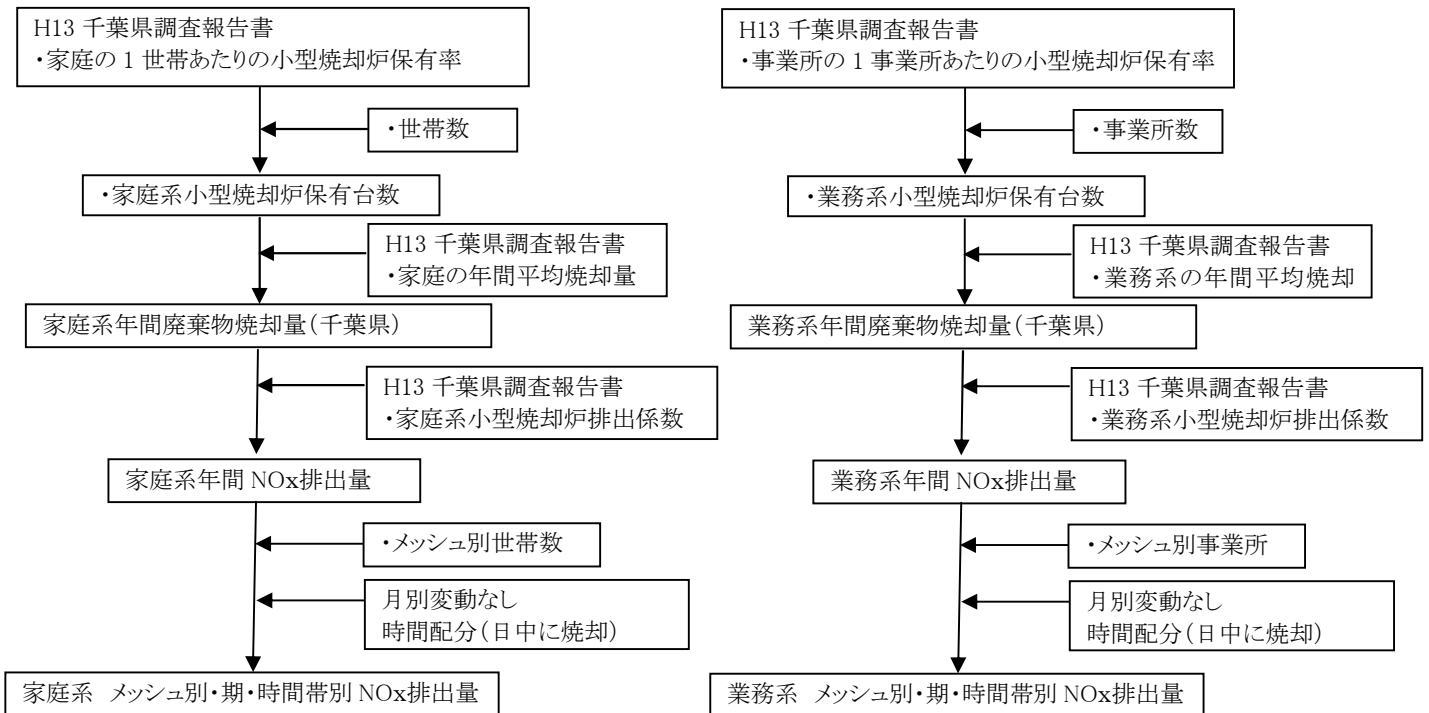 H13 千葉県調査報告書
・家庭の 1 世帯あたりの小型焼却炉保有率
・世帯数
・家庭系小型焼却炉保有台数
H13 千葉県調査報告書
・家庭の年間平均焼却量
家庭系年間廃棄物焼却量(千葉県)
H13 千葉県調査報告書
・家庭系小型焼却炉排出係数
家庭系年間 NOx排出量
・メッシュ別世帯数
月別変動なし
時間配分(日中に焼却)
家庭系 メッシュ別・期・時間帯別 NOx排出量
H13 千葉県調査報告書
・事業所の 1 事業所あたりの小型焼却炉保有率
・事業所数
・業務系小型焼却炉保有台数
H13 千葉県調査報告書
・業務系の年間平均焼却
業務系年間廃棄物焼却量(千葉県)
H13 千葉県調査報告書
・業務系小型焼却炉排出係数
業務系年間 NOx排出量
・メッシュ別事業所
月別変動なし
時間配分(日中に焼却)
業務系 メッシュ別・期・時間帯別 NOx排出量